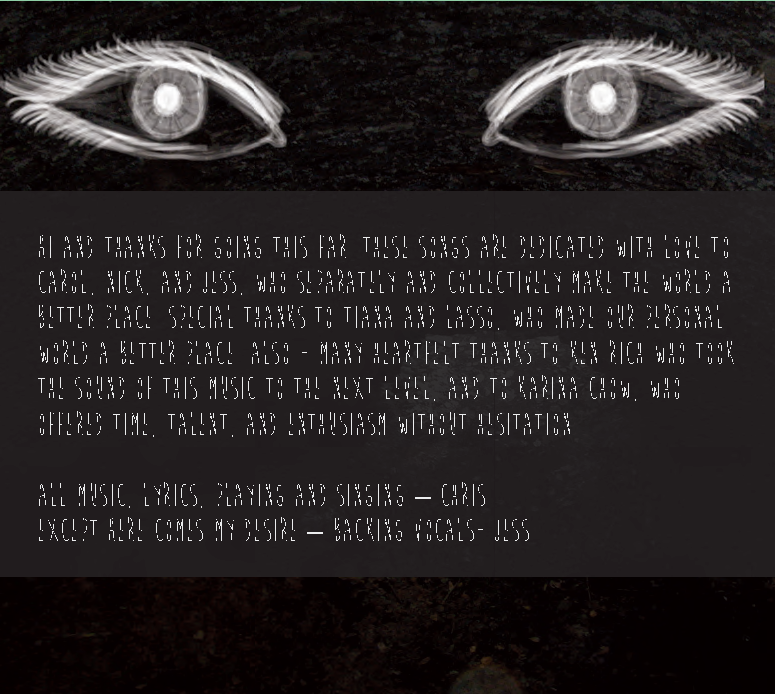 HI AND THANKS FOR GOING THIS FAR. THESE SONGS ARE DEDICATED WITH LOVE TO
CAROL, NICK, AND JESS, WHO SEPARATELY AND COLLECTIVELY MAKE THE WORLD A
BETTER PLACE. SPECIAL THANKS TO TIANA AND LASSO, WHO MADE OUR PERSONAL
WORLD A BETTER PLACE. ALSO - MANY HEARTFELT THANKS TO KEN RICH WHO TOOK
THE SOUND OF THIS MUSIC TO THE NEXT LEVEL, AND TO KARINA CHOW, WHO
OFFERED TIME, TALENT, AND ENTHUSIASM WITHOUT HESITATION.
ALL MUSIC, LYRICS, PLAYING AND SINGING — CHRIS
EXCEPT HERE COMES MY DESIRE — BACKING VOCALS- JESS